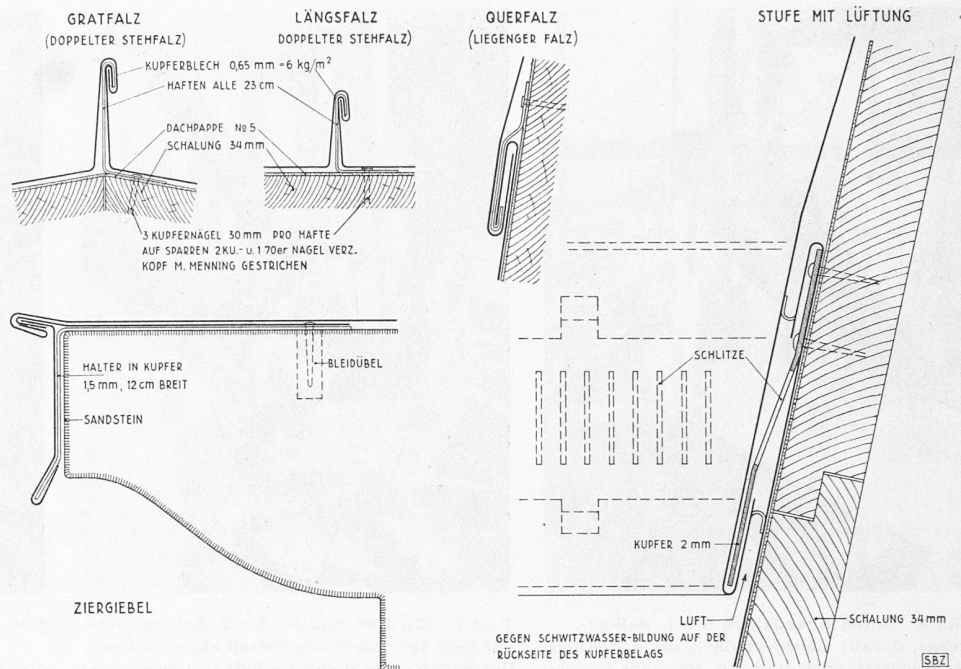 GRATFALZ
(DOPPELTER STEHFALZ)
LÄNGSFALZ
DOPPELTER STEHFALZ)
QUERFALZ
(LIEGENGER FALZ)
STUFE MIT LÜFTUNG
KUPFERBLECH 0,65 mm = 6 kg/m²
HAFTEN ALLE 23 cm
DACHPAPPE No 5
SCHALUNG 34 mm
3 KUPFERNÄGEL 30 mm PRO HAFTE
AUF SPARREN 2 KU.- u. 1 70er NAGEL VERZ.
KOPF M. MENNING GESTRICHEN
BLEIDÜBEL
HALTER IN KUPFER
1,5 mm, 12 cm BREIT
SANDSTEIN
ZIERGIEBEL
SCHLITZE
KUPFER 2 mm
LUFT
SCHALUNG 34 mm
GEGEN SCHWITZWASSER-BILDUNG AUF DER
RÜCKSEITE DES KUPFERBELAGS
SBZ